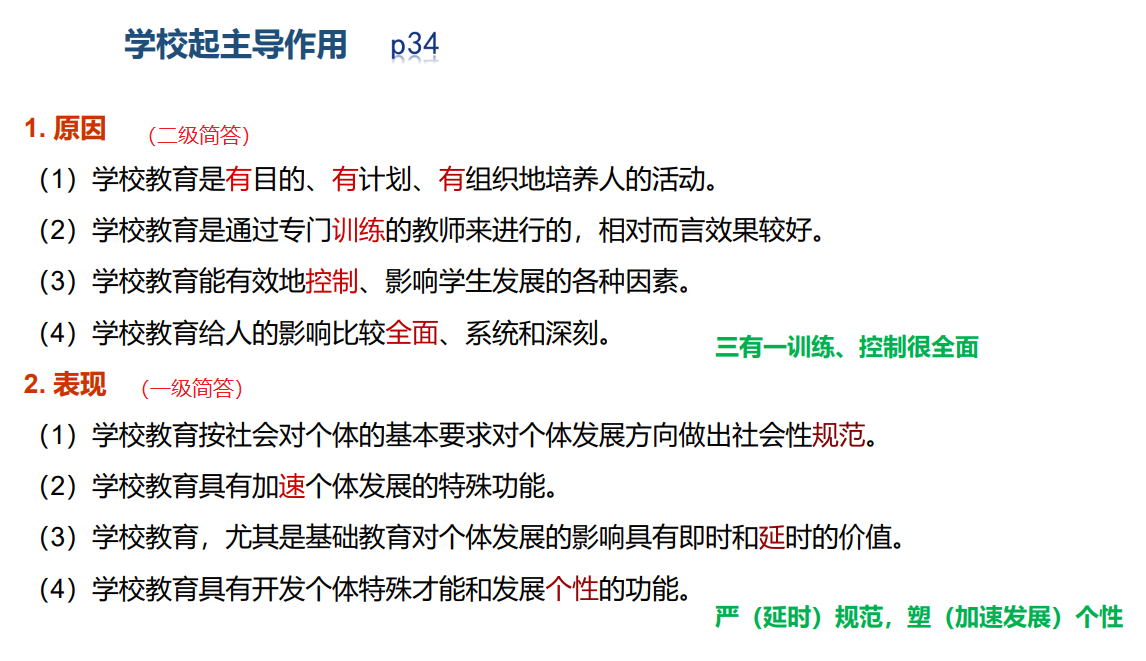 学校起主导作用 p34
1. 原因 （二级简答）
（1）学校教育是有目的、有计划、有组织地培养人的活动。
（2）学校教育是通过专门训练的教师来进行的，相对而言效果较好。
（3）学校教育能有效地控制、影响学生发展的各种因素。
（4）学校教育给人的影响比较全面、系统和深刻。
三有一训练、控制很全面
2. 表现 （一级简答）
（1）学校教育按社会对个体的基本要求对个体发展方向做出社会性规范。
（2）学校教育具有加速个体发展的特殊功能。
（3）学校教育，尤其是基础教育对个体发展的影响具有即时和延时的价值。
（4）学校教育具有开发个体特殊才能和发展个性的功能。
严（延时）规范，塑（加速发展）个性